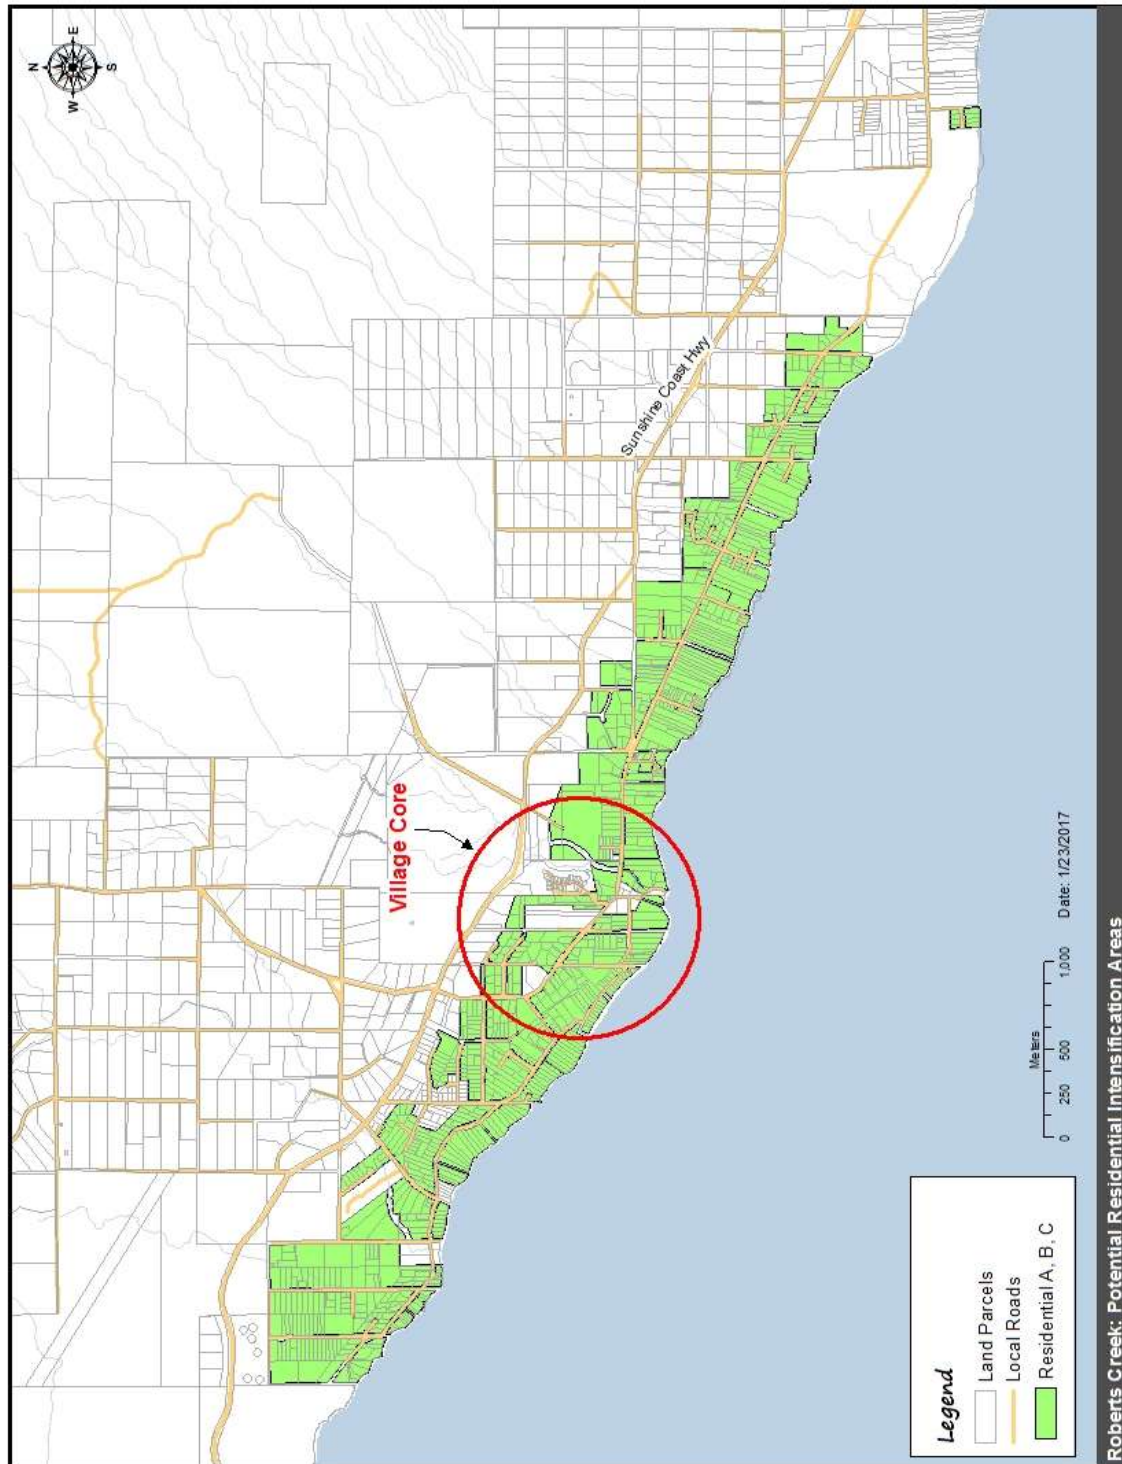 N
W
E
S
Sunshine Coast Hwy
Village Core
Legend
Land Parcels
Local Roads
Residential A, B, C
Meters
0 250 500 1,000
Date: 1/23/2017
Roberts Creek: Potential Residential Intensification Areas